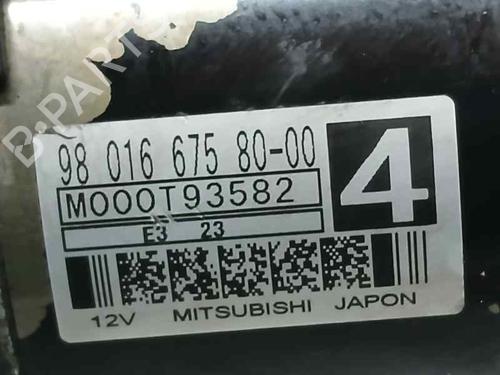 B-PARTS
98 016 675 80-00
4
M000T93582
E3 23
12V MITSUBISHI JAPON